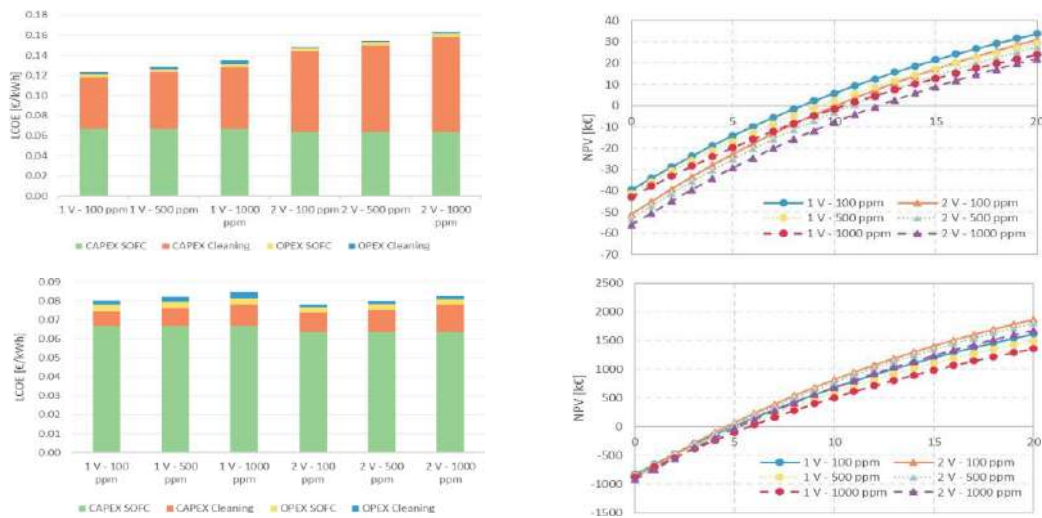 0.18
0.16
0.14
0.12
0.10
0.08
0.06
0.04
0.02
0.00
LCOE [€/kWh]
1 V - 100 ppm 1 V - 500 ppm 1 V - 1000 ppm 2 V - 100 ppm 2 V - 500 ppm 2 V - 1000 ppm
CAPEX SOFC CAPEX Cleaning OPEX SOFC OPEX Cleaning
40
30
20
10
0
-10
-20
-30
-40
-50
-60
-70
NPV [k€]
0 5 10 15 20
1 V - 100 ppm 2 V - 100 ppm
1 V - 500 ppm 2 V - 500 ppm
1 V - 1000 ppm 2 V - 1000 ppm
0.09
0.08
0.07
0.06
0.05
0.04
0.03
0.02
0.01
0.00
LCOE [€/kWh]
1 V - 100 ppm 1 V - 500 ppm 1 V - 1000 ppm 2 V - 100 ppm 2 V - 500 ppm 2 V - 1000 ppm
CAPEX SOFC CAPEX Cleaning OPEX SOFC OPEX Cleaning
2500
2000
1500
1000
500
0
-500
-1000
-1500
NPV [k€]
0 5 10 15 20
1 V - 100 ppm 2 V - 100 ppm
1 V - 500 ppm 2 V - 500 ppm
1 V - 1000 ppm 2 V - 1000 ppm